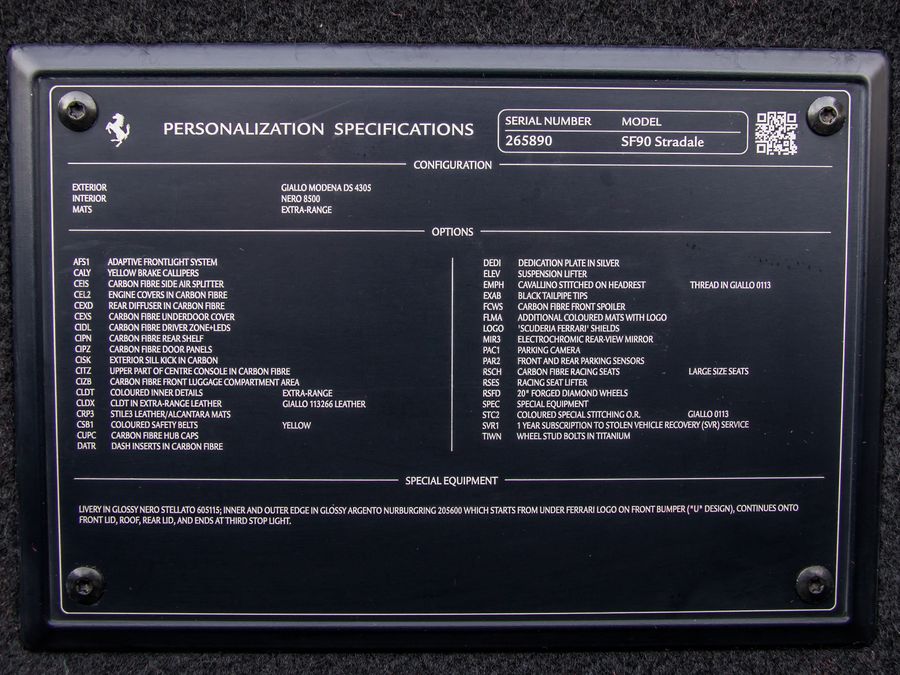 PERSONALIZATION SPECIFICATIONS
SERIAL NUMBER MODEL
265890 SF90 Stradale
CONFIGURATION
EXTERIOR GIALLO MODENA DS 4305
INTERIOR NERO 8500
MATS EXTRA-RANGE
OPTIONS
AFS1 ADAPTIVE FRONTLIGHT SYSTEM
CALY YELLOW BRAKE CALLIPERS
CEIS CARBON FIBRE SIDE AIR SPLITTER
CEL2 ENGINE COVERS IN CARBON FIBRE
CEXD REAR DIFFUSER IN CARBON FIBRE
CEXS CARBON FIBRE UNDERDOOR COVER
CIDL CARBON FIBRE DRIVER ZONE+LEDS
CIPN CARBON FIBRE REAR SHELF
CIPZ CARBON FIBRE DOOR PANELS
CISK EXTERIOR SILL KICK IN CARBON
CITZ UPPER PART OF CENTRE CONSOLE IN CARBON FIBRE
CIZB CARBON FIBRE FRONT LUGGAGE COMPARTMENT AREA
CLDT COLOURED INNER DETAILS EXTRA-RANGE
CLDX CLDT IN EXTRA-RANGE LEATHER GIALLO 113266 LEATHER
CRP3 STILE3 LEATHER/ALCANTARA MATS
CSB1 COLOURED SAFETY BELTS YELLOW
CUPC CARBON FIBRE HUB CAPS
DATR DASH INSERTS IN CARBON FIBRE
DEDI DEDICATION PLATE IN SILVER
ELEV SUSPENSION LIFTER
EMPH CAVALLINO STITCHED ON HEADREST THREAD IN GIALLO 0113
EXAB BLACK TAILPIPE TIPS
FCWS CARBON FIBRE FRONT SPOILER
FLMA ADDITIONAL COLOURED MATS WITH LOGO
LOGO 'SCUDERIA FERRARI' SHIELDS
MIR3 ELECTROCHROMIC REAR-VIEW MIRROR
PAC1 PARKING CAMERA
PAR2 FRONT AND REAR PARKING SENSORS
RSCH CARBON FIBRE RACING SEATS LARGE SIZE SEATS
RSES RACING SEAT LIFTER
RSFD 20" FORGED DIAMOND WHEELS
SPEC SPECIAL EQUIPMENT
STC2 COLOURED SPECIAL STITCHING O.R. GIALLO 0113
SVR1 1 YEAR SUBSCRIPTION TO STOLEN VEHICLE RECOVERY (SVR) SERVICE
TIWN WHEEL STUD BOLTS IN TITANIUM
SPECIAL EQUIPMENT
LIVERY IN GLOSSY NERO STELLATO 605115; INNER AND OUTER EDGE IN GLOSSY ARGENTO NURBURGRING 205600 WHICH STARTS FROM UNDER FERRARI LOGO ON FRONT BUMPER ("U" DESIGN), CONTINUES ONTO
FRONT LID, ROOF, REAR LID, AND ENDS AT THIRD STOP LIGHT.